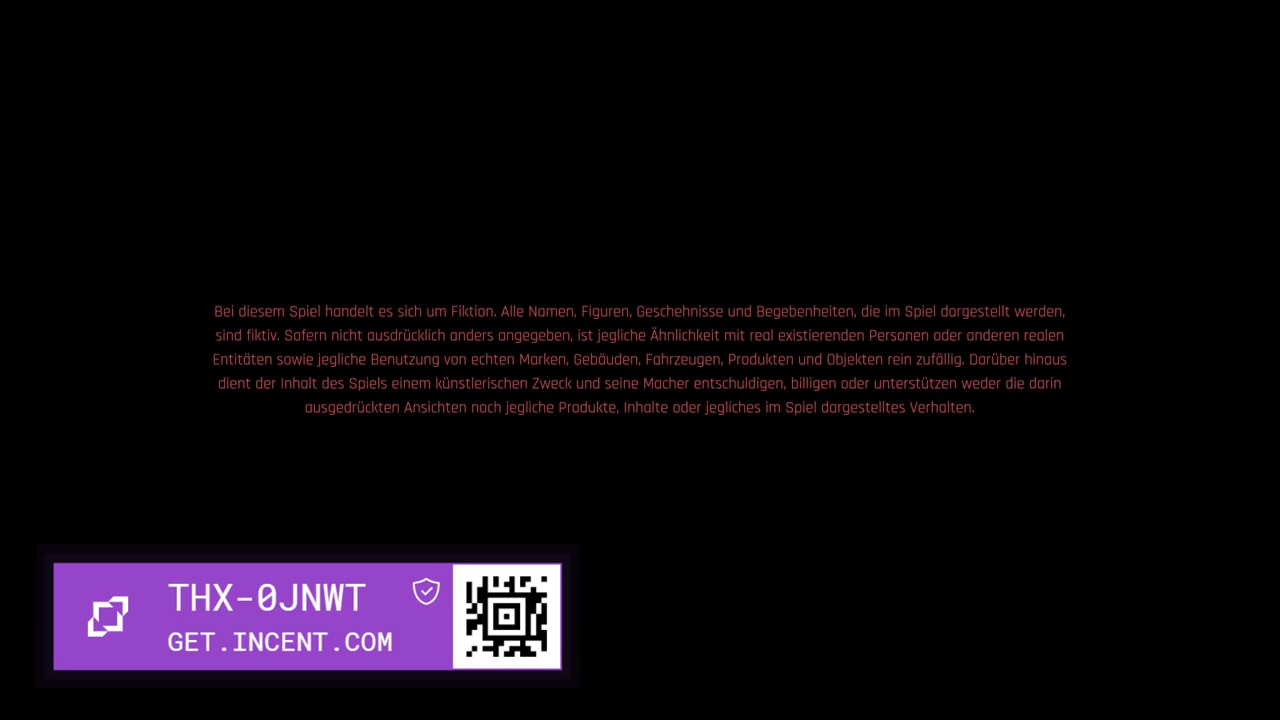 Bei diesem Spiel handelt es sich um Fiktion. Alle Namen, Figuren, Geschehnisse und Begebenheiten, die im Spiel dargestellt werden,
sind fiktiv. Sofern nicht ausdrücklich anders angegeben, ist jegliche Ähnlichkeit mit real existierenden Personen oder anderen realen
Entitäten sowie jegliche Benutzung von echten Marken, Gebäuden, Fahrzeugen, Produkten und Objekten rein zufällig. Darüber hinaus
dient der Inhalt des Spiels einem künstlerischen Zweck und seine Macher entschuldigen, billigen oder unterstützen weder die darin
ausgedrückten Ansichten noch jegliche Produkte, Inhalte oder jegliches im Spiel dargestelltes Verhalten.
THX-0JNWT
GET.INCENT.COM